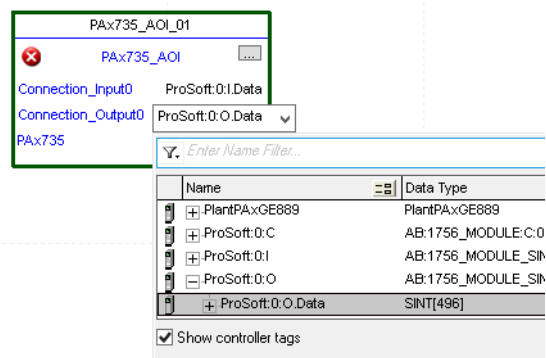 PAx735_AOI_01
PAx735_AOI
...
Connection_Input0 ProSoft:0:I.Data
Connection_Output0 ProSoft:0:O.Data
PAx735
Enter Name Filter...
Name Data Type
PlantPAxGE889 PlantPAxGE889
ProSoft:0:C AB:1756_MODULE:C:0
ProSoft:0:I AB:1756_MODULE_SIN
ProSoft:0:O AB:1756_MODULE_SIN
ProSoft:0:O.Data SINT[496]
Show controller tags